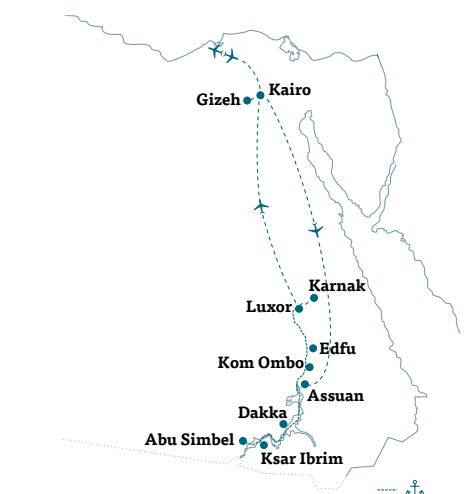 Kairo
Gizeh
Karnak
Luxor
Edfu
Kom Ombo
Assuan
Dakka
Abu Simbel
Ksar Ibrim